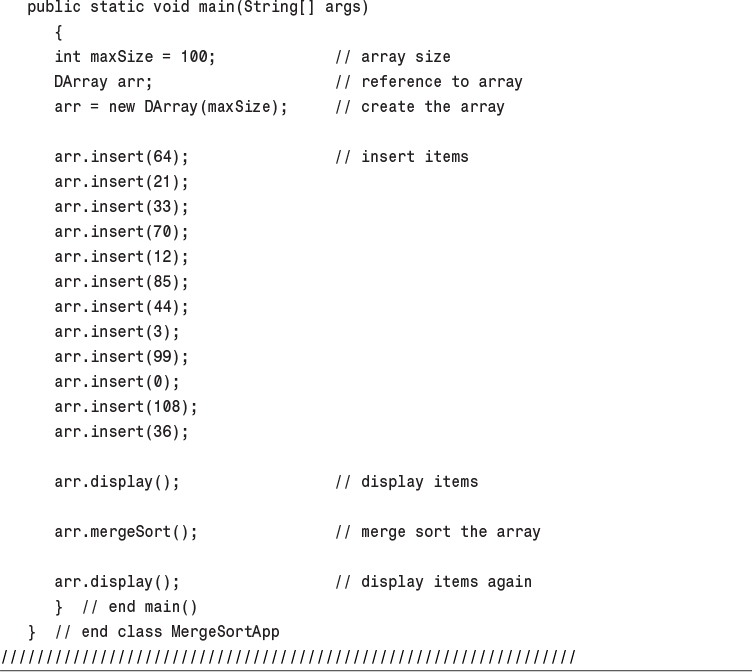 public static void main(String[] args)
{
int maxSize = 100; // array size
DArray arr; // reference to array
arr = new DArray(maxSize); // create the array
arr.insert(64); // insert items
arr.insert(21);
arr.insert(33);
arr.insert(70);
arr.insert(12);
arr.insert(85);
arr.insert(44);
arr.insert(3);
arr.insert(99);
arr.insert(0);
arr.insert(108);
arr.insert(36);
arr.display(); // display items
arr.mergeSort(); // merge sort the array
arr.display(); // display items again
} // end main()
} // end class MergeSortApp
////////////////////////////////////////////////////////////////